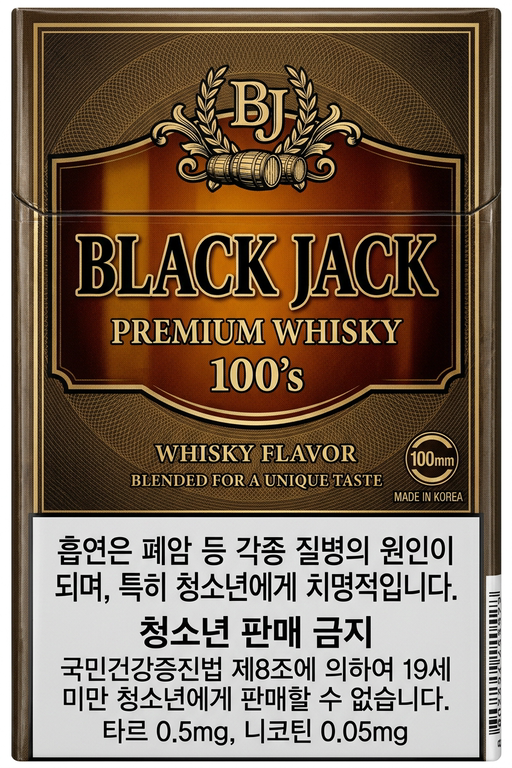 BJ
BLACK JACK
PREMIUM WHISKY
100's
WHISKY FLAVOR
BLENDED FOR A UNIQUE TASTE
100mm
MADE IN KOREA
흡연은 폐암 등 각종 질병의 원인이
되며, 특히 청소년에게 치명적입니다.
청소년 판매 금지
국민건강증진법 제8조에 의하여 19세
미만 청소년에게 판매할 수 없습니다.
타르 0.5mg, 니코틴 0.05mg